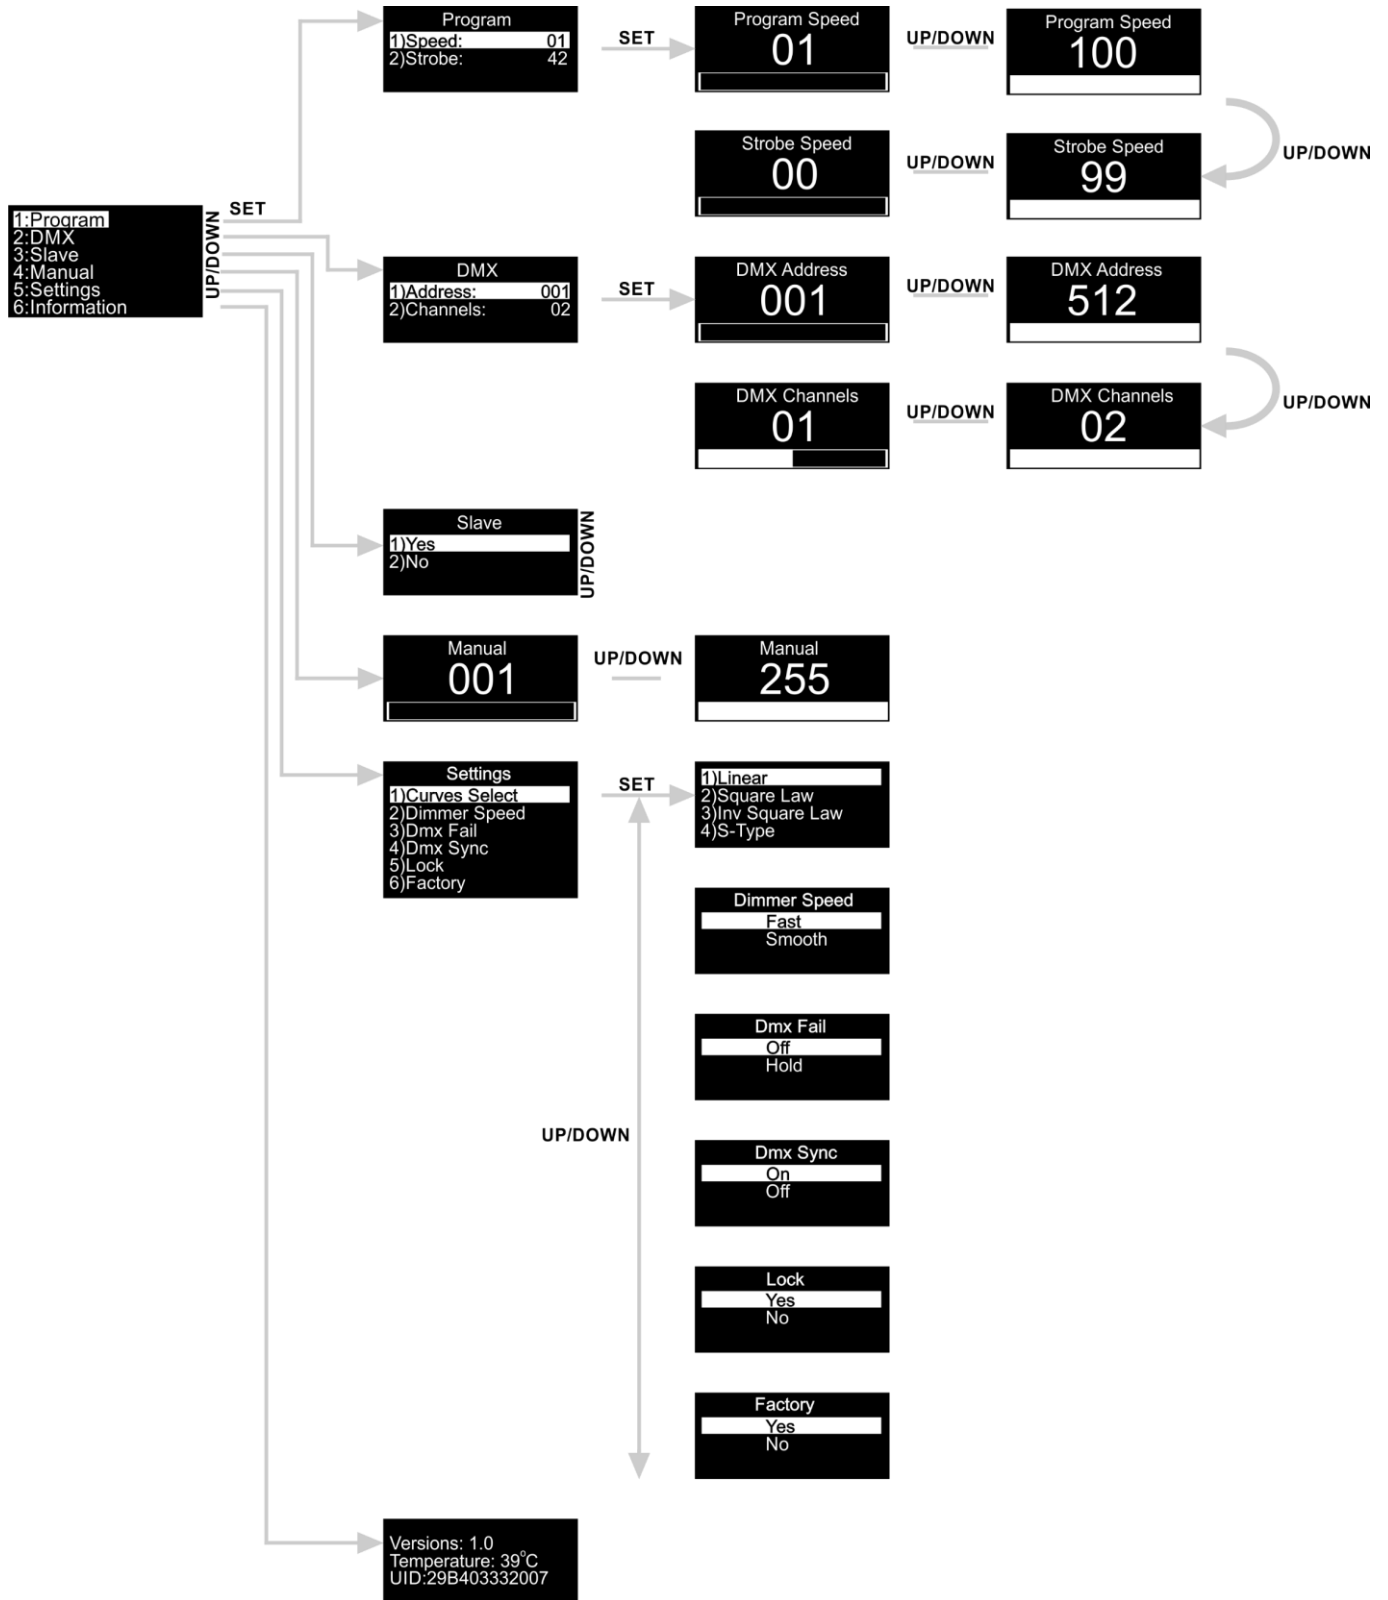 1:Program
2:DMX
3:Slave
4:Manual
5:Settings
6:Information
UP/DOWN
SET
Program
1)Speed: 01
2)Strobe: 42
SET
Program Speed
01
UP/DOWN
Program Speed
100
UP/DOWN
Strobe Speed
00
UP/DOWN
Strobe Speed
99
DMX
1)Address: 001
2)Channels: 02
SET
DMX Address
001
UP/DOWN
DMX Address
512
UP/DOWN
DMX Channels
01
UP/DOWN
DMX Channels
02
Slave
1)Yes
2)No
UP/DOWN
Manual
001
UP/DOWN
Manual
255
Settings
1)Curves Select
2)Dimmer Speed
3)Dmx Fail
4)Dmx Sync
5)Lock
6)Factory
SET
1)Linear
2)Square Law
3)Inv Square Law
4)S-Type
Dimmer Speed
Fast
Smooth
Dmx Fail
Off
Hold
UP/DOWN
Dmx Sync
On
Off
Lock
Yes
No
Factory
Yes
No
Versions: 1.0
Temperature: 39°C
UID:29B403332007